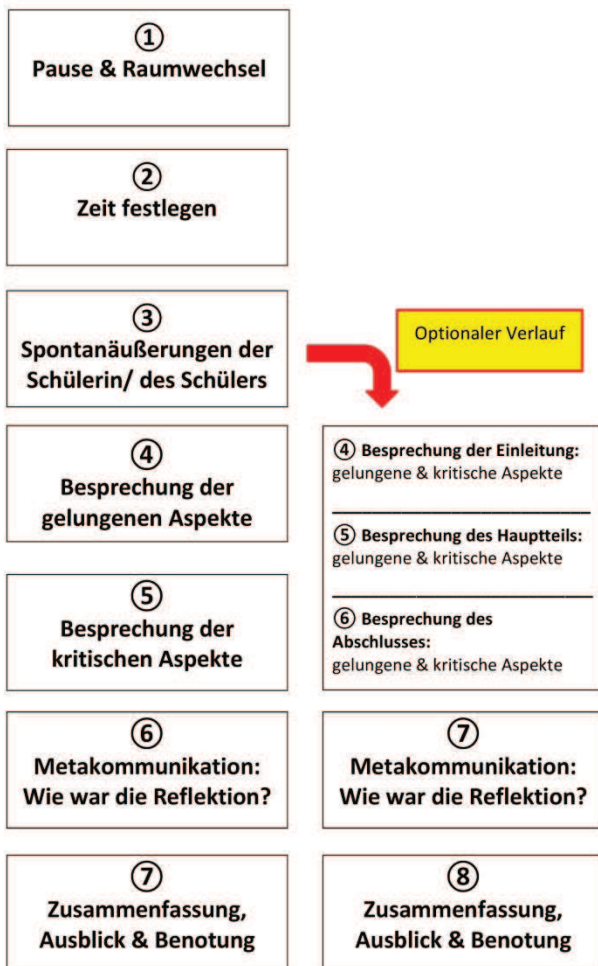 ①
Pause & Raumwechsel
②
Zeit festlegen
③
Spontanäußerungen der
Schülerin/ des Schülers
Optionaler Verlauf
④
Besprechung der
gelungenen Aspekte
⑤
Besprechung der
kritischen Aspekte
⑥
Metakommunikation:
Wie war die Reflektion?
⑦
Zusammenfassung,
Ausblick & Benotung
④ Besprechung der Einleitung:
gelungene & kritische Aspekte
⑤ Besprechung des Hauptteils:
gelungene & kritische Aspekte
⑥ Besprechung des
Abschlusses:
gelungene & kritische Aspekte
⑦
Metakommunikation:
Wie war die Reflektion?
⑧
Zusammenfassung,
Ausblick & Benotung